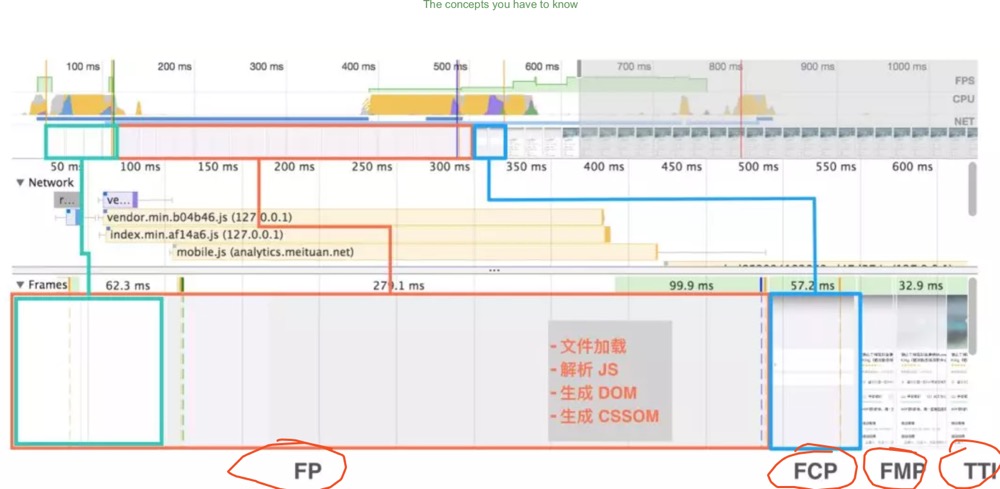 The concepts you have to know
100 ms 200 ms 300 ms 400 ms 500 ms 600 ms 700 ms 800 ms 900 ms 1000 ms
FPS
CPU
NET
50 ms 100 ms 150 ms 200 ms 250 ms 300 ms 350 ms 400 ms 450 ms 500 ms 550 ms 600 ms
▼ Network
r... ve...
vendor.min.b04b46.js (127.0.0.1)
index.min.af14a6.js (127.0.0.1)
mobile.js (analytics.meituan.net)
...
▼ Frames 62.3 ms 279.1 ms 99.9 ms 57.2 ms 32.9 ms
- 文件加载
- 解析 JS
- 生成 DOM
- 生成 CSSOM
FP FCP FMP TTI